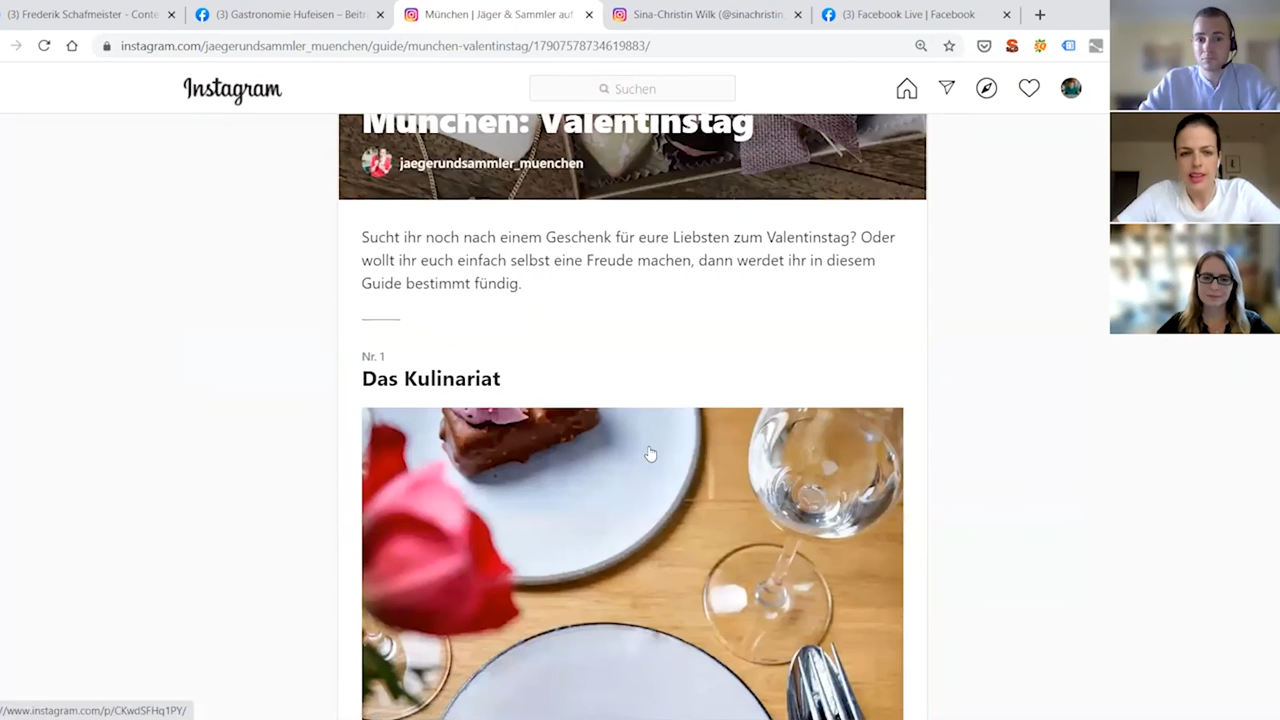 (3) Frederik Schafmeister - Conte
(3) Gastronomie Hufeisen – Beitr
München | Jäger & Sammler auf
Sina-Christin Wilk (@sinachristin_
(3) Facebook Live | Facebook
instagram.com/jaegerundsammler_muenchen/guide/munchen-valentinstag/17907578734619883/
Instagram
Suchen
München: Valentinstag
jaegerundsammler_muenchen
Sucht ihr noch nach einem Geschenk für eure Liebsten zum Valentinstag? Oder
wollt ihr euch einfach selbst eine Freude machen, dann werdet ihr in diesem
Guide bestimmt fündig.
Nr. 1
Das Kulinariat
//www.instagram.com/p/CKwdSFHq1PY/